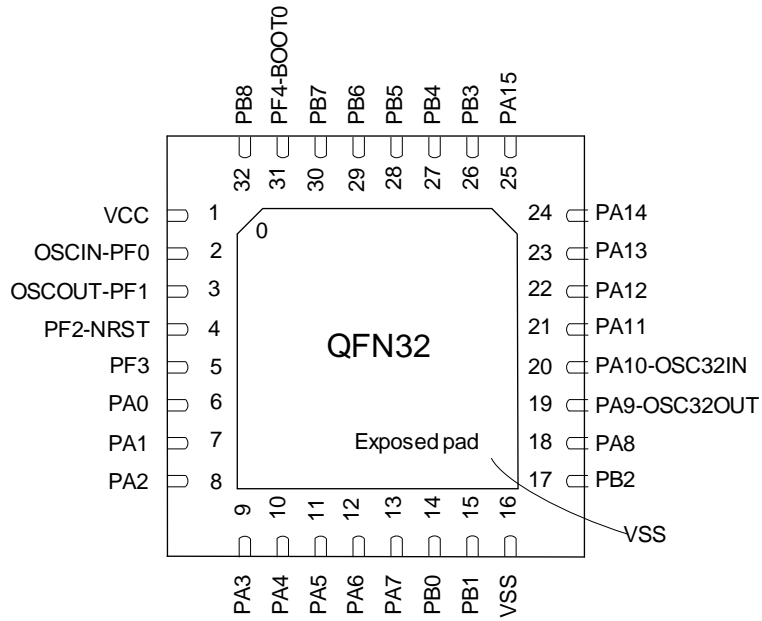 PB8
PF4-BOOT0
PB7
PB6
PB5
PB4
PB3
PA15
32
31
30
29
28
27
26
25
VCC 1
OSCIN-PF0 2
OSCOUT-PF1 3
PF2-NRST 4
PF3 5
PA0 6
PA1 7
PA2 8
0
QFN32
Exposed pad
24 PA14
23 PA13
22 PA12
21 PA11
20 PA10-OSC32IN
19 PA9-OSC32OUT
18 PA8
17 PB2
VSS
9
10
11
12
13
14
15
16
PA3
PA4
PA5
PA6
PA7
PB0
PB1
VSS